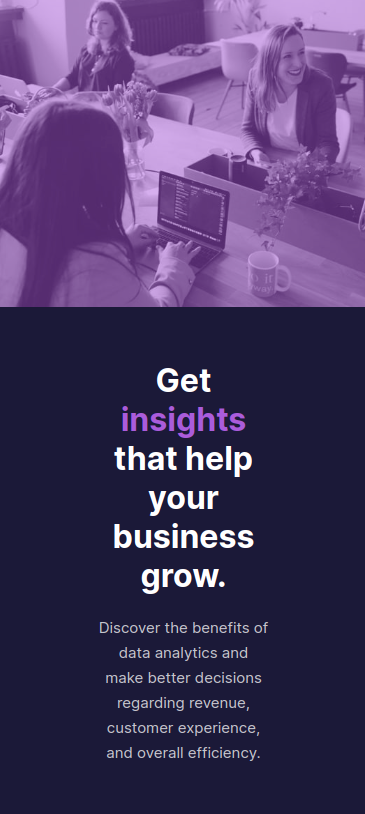 Get
insights
that help
your
business
grow.
Discover the benefits of
data analytics and
make better decisions
regarding revenue,
customer experience,
and overall efficiency.